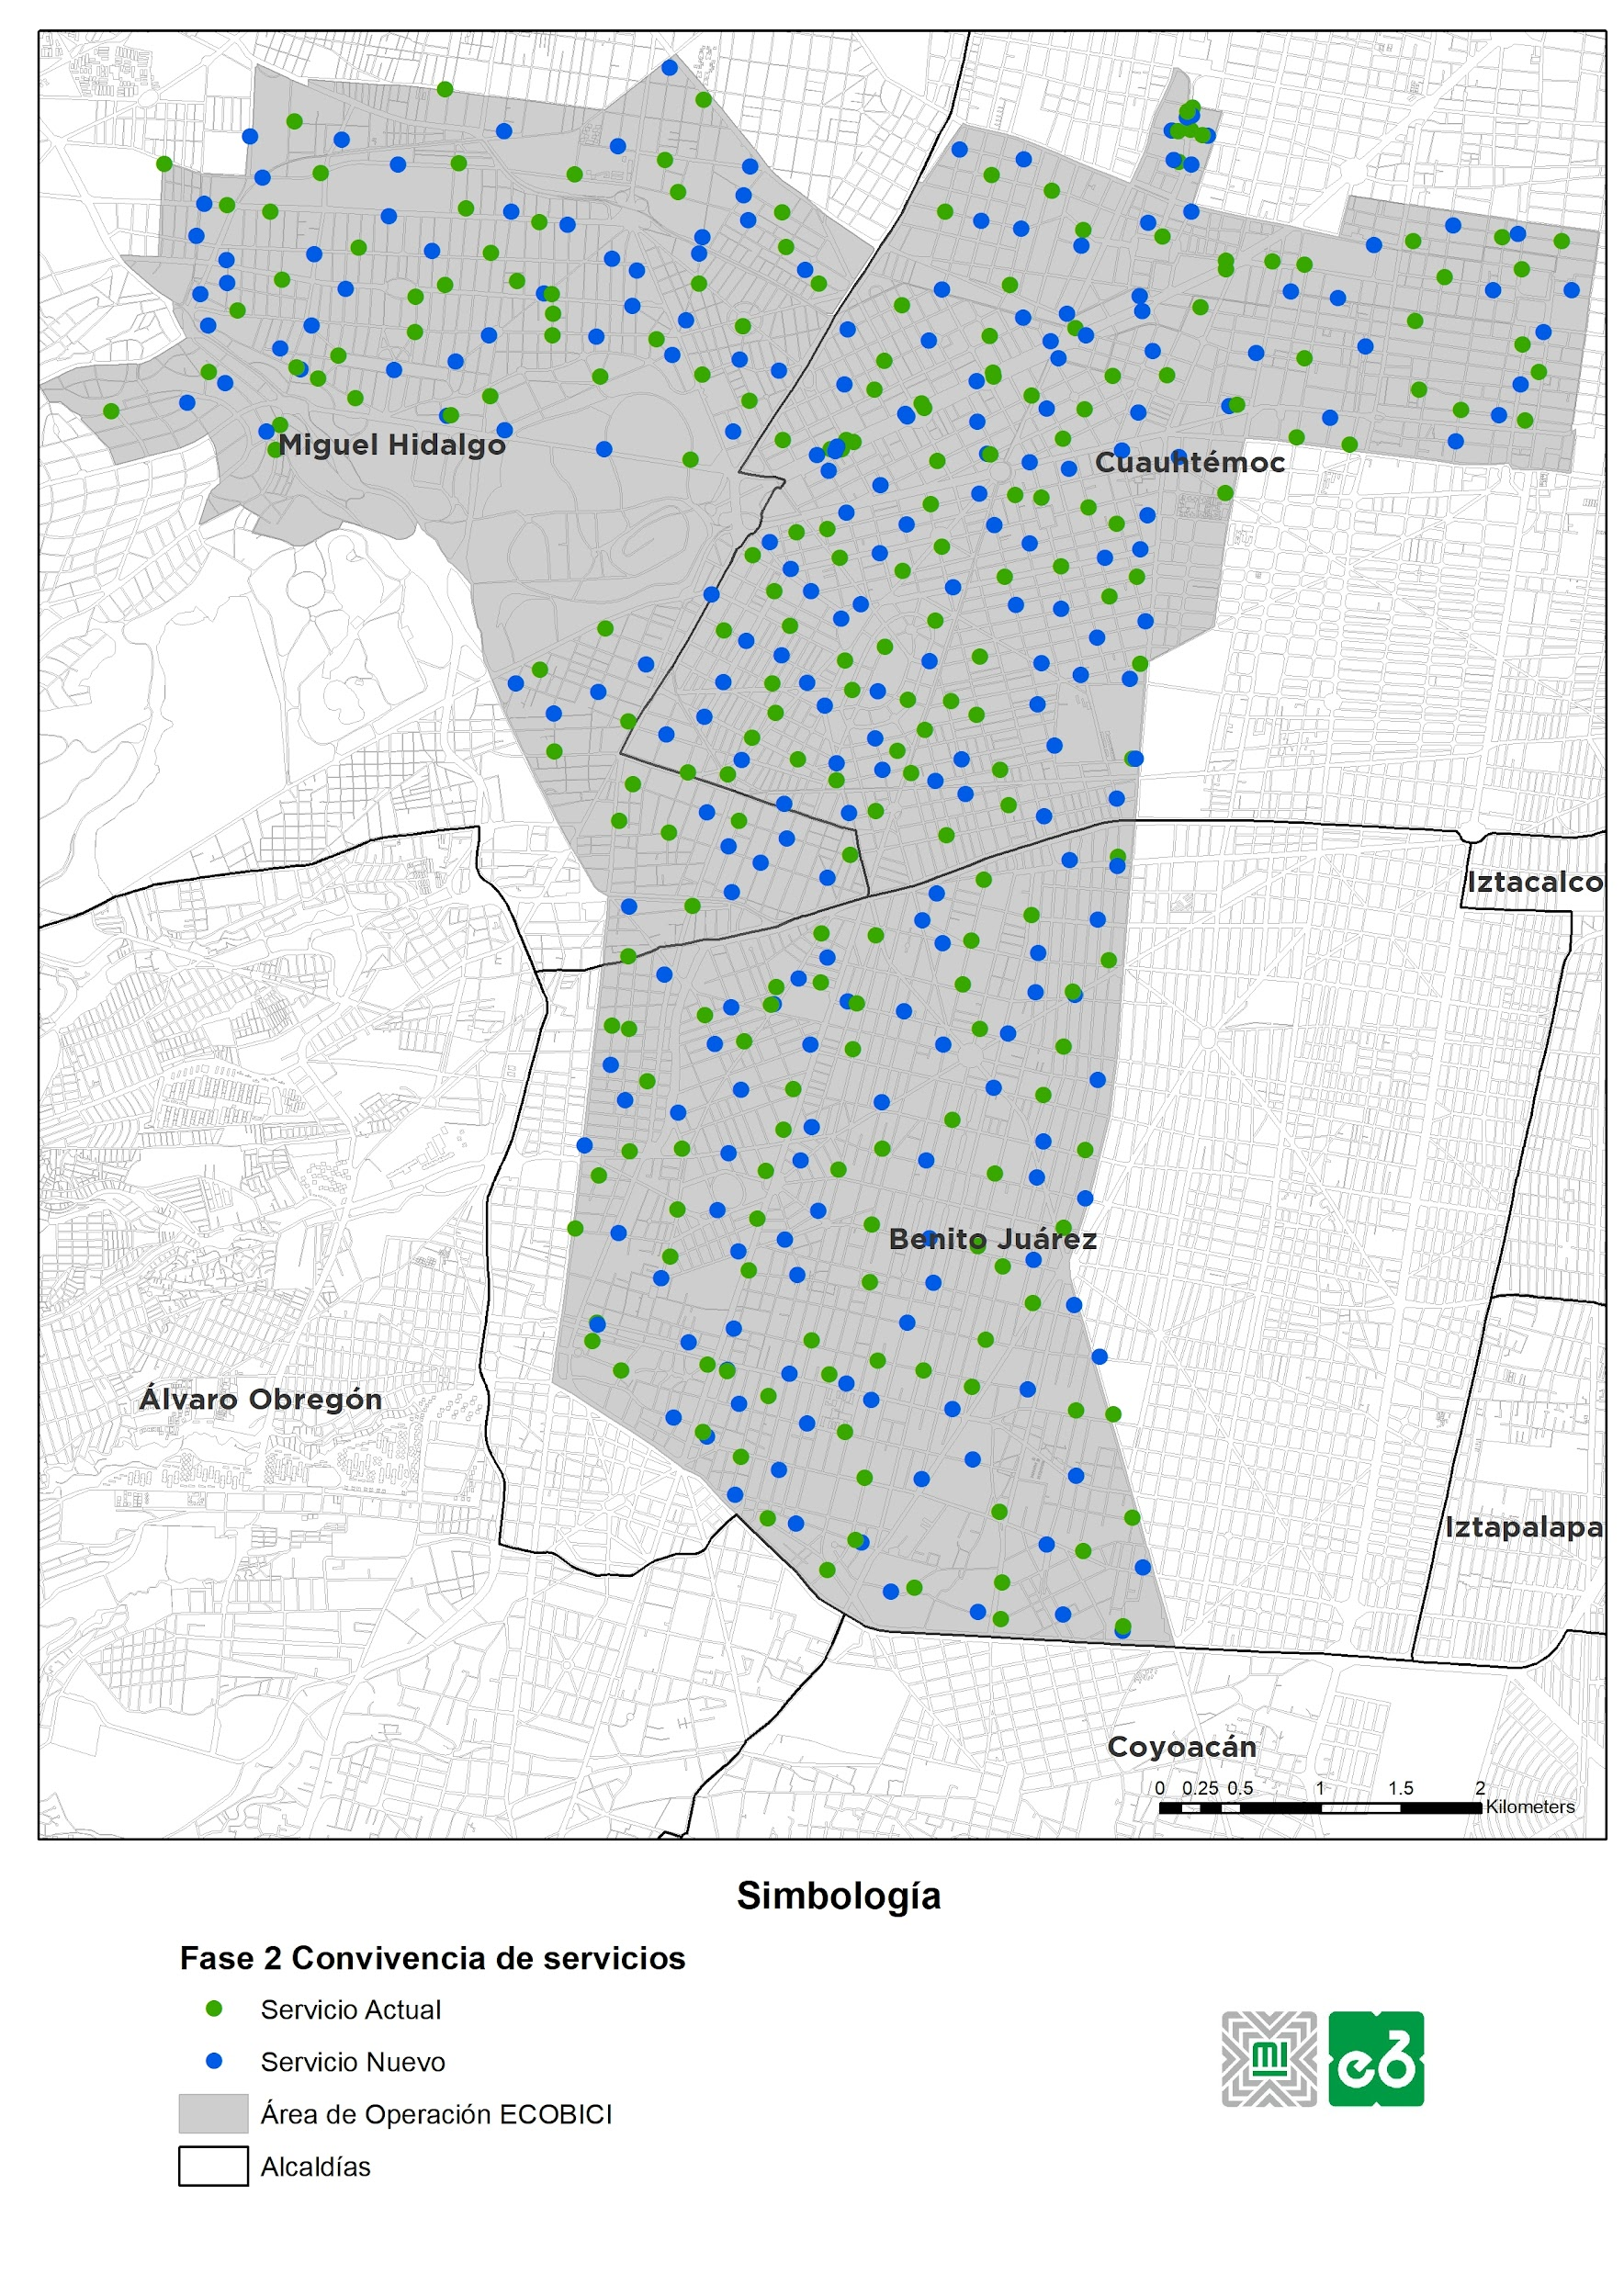 Miguel Hidalgo
Cuauhtémoc
Iztacalco
Benito Juárez
Álvaro Obregón
Iztapalapa
Coyoacán
0 0.25 0.5 1 1.5 2
Kilometers
Simbología
Fase 2 Convivencia de servicios
Servicio Actual
Servicio Nuevo
Área de Operación ECOBICI
Alcaldías